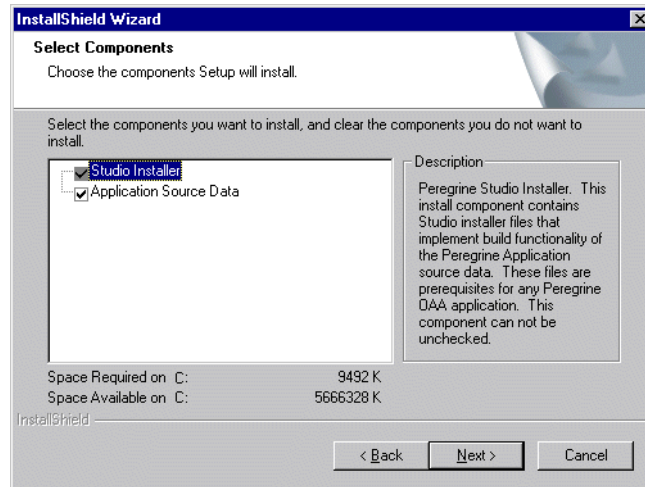 InstallShield Wizard
Select Components
Choose the components Setup will install.
Select the components you want to install, and clear the components you do not want to
install.
Studio Installer
Application Source Data
Description
Peregrine Studio Installer. This
install component contains
Studio installer files that
implement build functionality of
the Peregrine Application
source data. These files are
prerequisites for any Peregrine
OAA application. This
component can not be
unchecked.
Space Required on C: 9492 K
Space Available on C: 5666328 K
InstallShield
< Back Next > Cancel